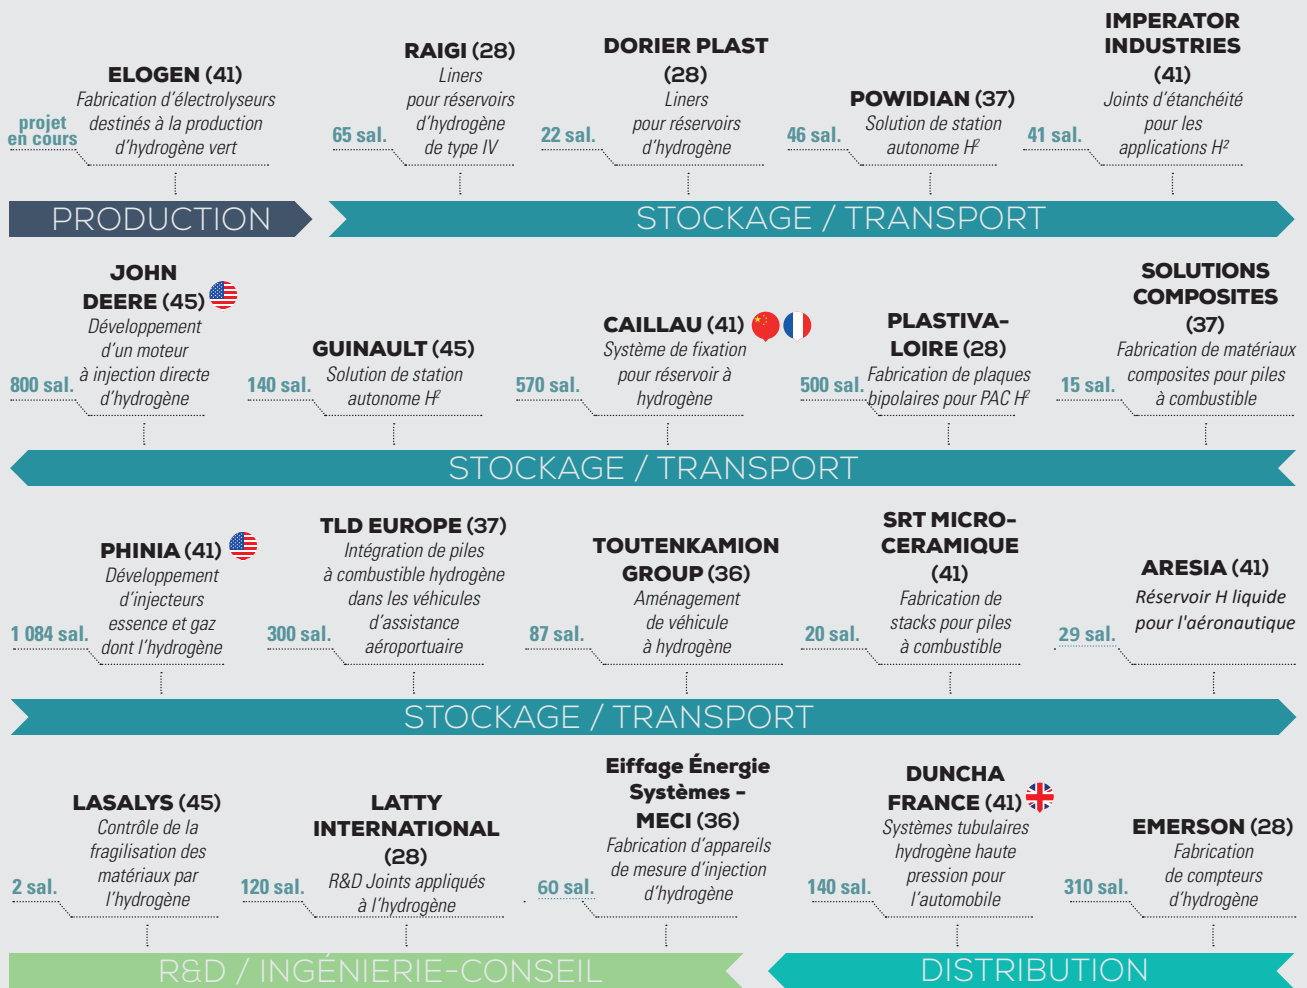 ELOGEN (41)
Fabrication d'électrolyseurs
destinés à la production
d'hydrogène vert
projet
en cours
RAIGI (28)
Liners
pour réservoirs
d'hydrogène
de type IV
65 sal.
DORIER PLAST
(28)
Liners
pour réservoirs
d'hydrogène
22 sal.
POWIDIAN (37)
Solution de station
autonome H²
46 sal.
IMPERATOR
INDUSTRIES
(41)
Joints d'étanchéité
pour les
applications H²
41 sal.
PRODUCTION
STOCKAGE / TRANSPORT
JOHN
DEERE (45)
Développement
d'un moteur
à injection directe
d'hydrogène
800 sal.
GUINAULT (45)
Solution de station
autonome H²
140 sal.
CAILLAU (41)
Système de fixation
pour réservoir à
hydrogène
570 sal.
PLASTIVA-
LOIRE (28)
Fabrication de plaques
bipolaires pour PAC H²
500 sal.
SOLUTIONS
COMPOSITES
(37)
Fabrication de matériaux
composites pour piles
à combustible
15 sal.
STOCKAGE / TRANSPORT
PHINIA (41)
Développement
d'injecteurs
essence et gaz
dont l'hydrogène
1 084 sal.
TLD EUROPE (37)
Intégration de piles
à combustible hydrogène
dans les véhicules
d'assistance
aéroportuaire
300 sal.
TOUTENKAMION
GROUP (36)
Aménagement
de véhicule
à hydrogène
87 sal.
SRT MICRO-
CERAMIQUE
(41)
Fabrication de
stacks pour piles
à combustible
20 sal.
ARESIA (41)
Réservoir H liquide
pour l'aéronautique
29 sal.
STOCKAGE / TRANSPORT
LASALYS (45)
Contrôle de la
fragilisation des
matériaux par
l'hydrogène
2 sal.
LATTY
INTERNATIONAL
(28)
R&D Joints appliqués
à l'hydrogène
120 sal.
Eiffage Énergie
Systèmes -
MECI (36)
Fabrication d'appareils
de mesure d'injection
d'hydrogène
60 sal.
DUNCHA
FRANCE (41)
Systèmes tubulaires
hydrogène haute
pression pour
l'automobile
140 sal.
EMERSON (28)
Fabrication
de compteurs
d'hydrogène
310 sal.
R&D / INGÉNIERIE-CONSEIL
DISTRIBUTION